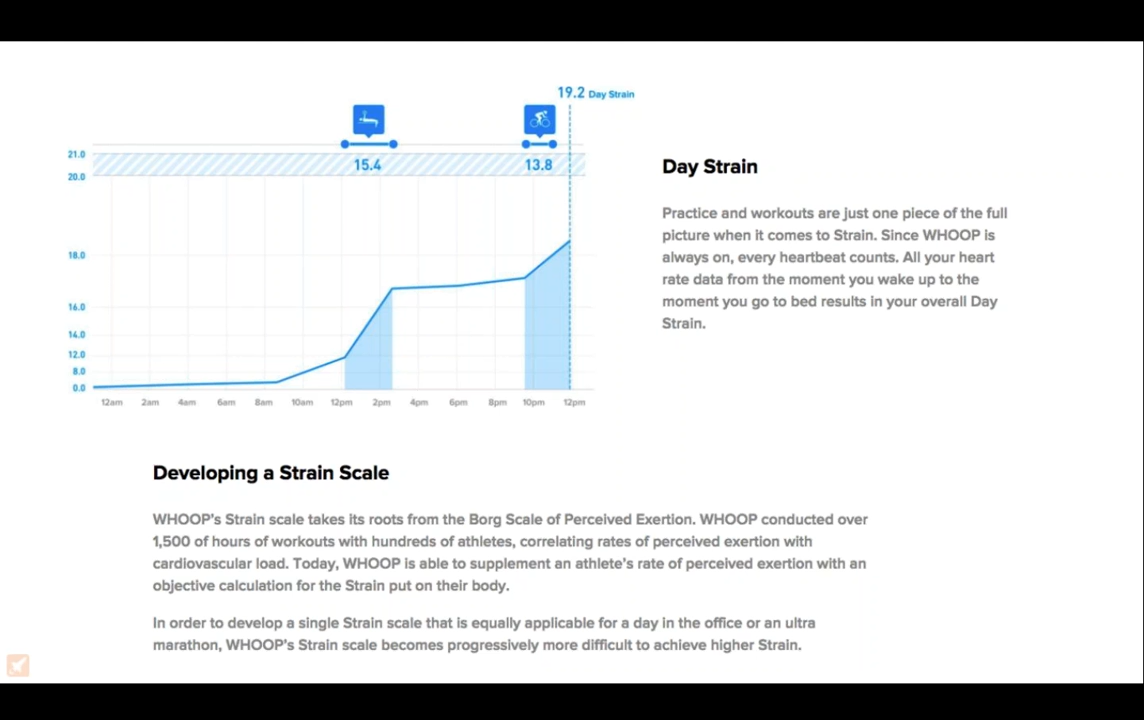 19.2 Day Strain
21.0
15.4
13.8
20.0
18.0
16.0
14.0
12.0
8.0
0.0
12am 2am 4am 6am 8am 10am 12pm 2pm 4pm 6pm 8pm 10pm 12pm
Day Strain
Practice and workouts are just one piece of the full
picture when it comes to Strain. Since WHOOP is
always on, every heartbeat counts. All your heart
rate data from the moment you wake up to the
moment you go to bed results in your overall Day
Strain.
Developing a Strain Scale
WHOOP's Strain scale takes its roots from the Borg Scale of Perceived Exertion. WHOOP conducted over
1,500 of hours of workouts with hundreds of athletes, correlating rates of perceived exertion with
cardiovascular load. Today, WHOOP is able to supplement an athlete's rate of perceived exertion with an
objective calculation for the Strain put on their body.
In order to develop a single Strain scale that is equally applicable for a day in the office or an ultra
marathon, WHOOP's Strain scale becomes progressively more difficult to achieve higher Strain.